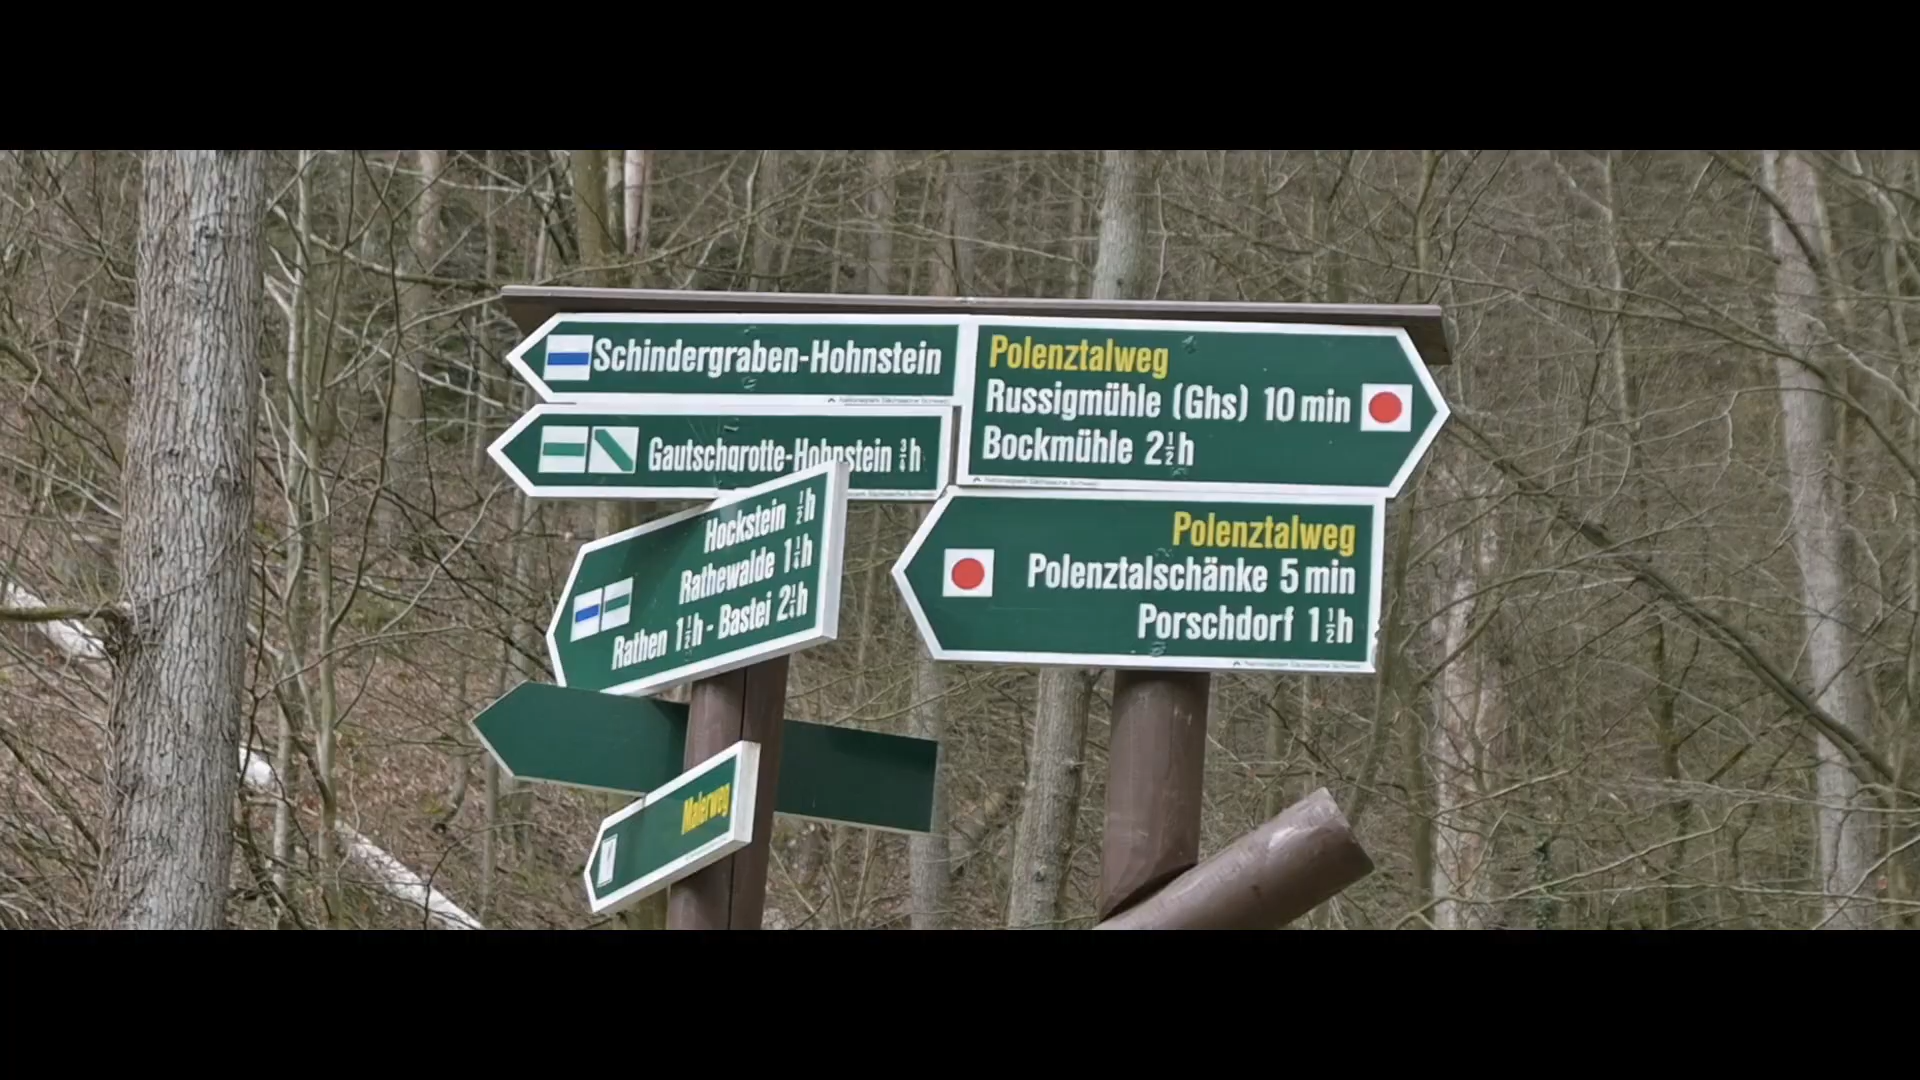 Schindergraben-Hohnstein
Gautschgrotte-Hohnstein ¾h
Polenztalweg
Russigmühle (Ghs) 10 min
Bockmühle 2½h
Hockstein ½h
Rathewalde 1¼h
Rathen 1½h - Bastei 2¼h
Polenztalweg
Polenztalschänke 5 min
Porschdorf 1½h
Malerweg